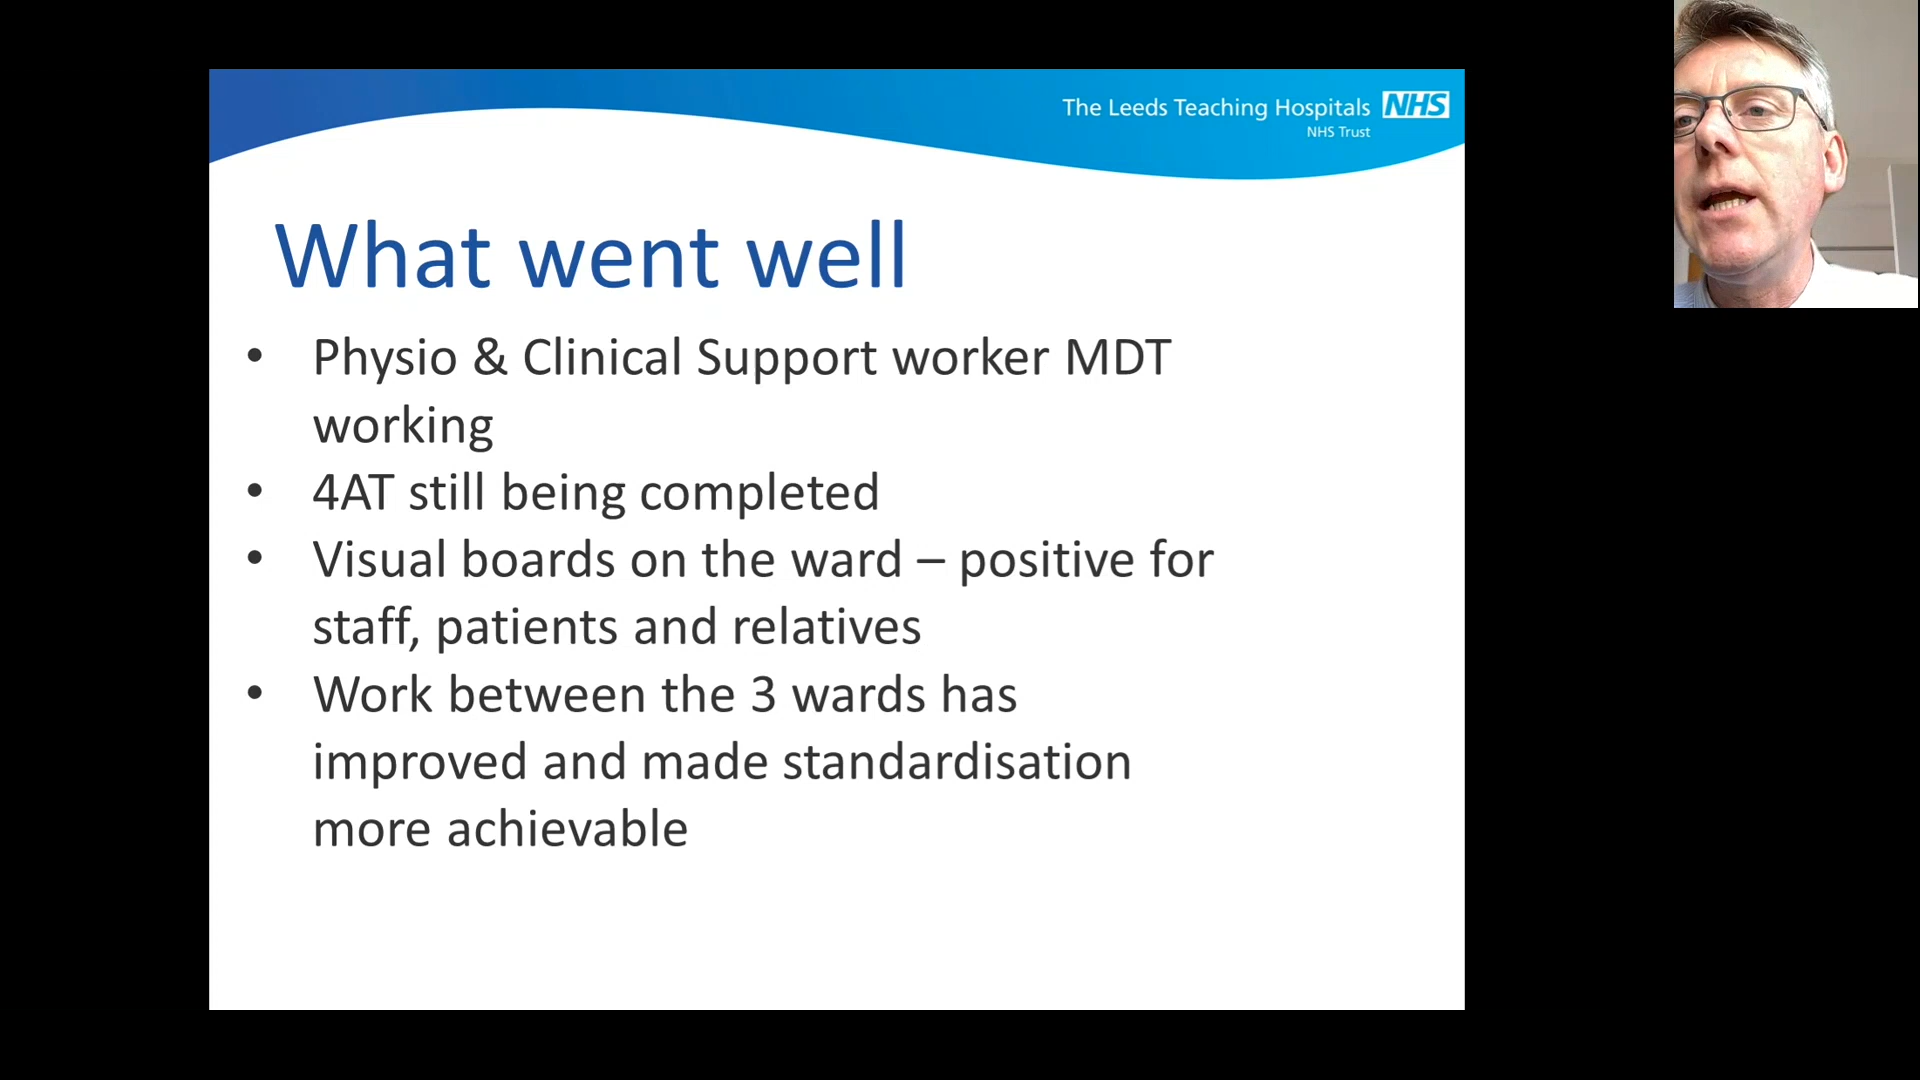 The Leeds Teaching Hospitals NHS
NHS Trust
What went well
• Physio & Clinical Support worker MDT
working
• 4AT still being completed
• Visual boards on the ward – positive for
staff, patients and relatives
• Work between the 3 wards has
improved and made standardisation
more achievable